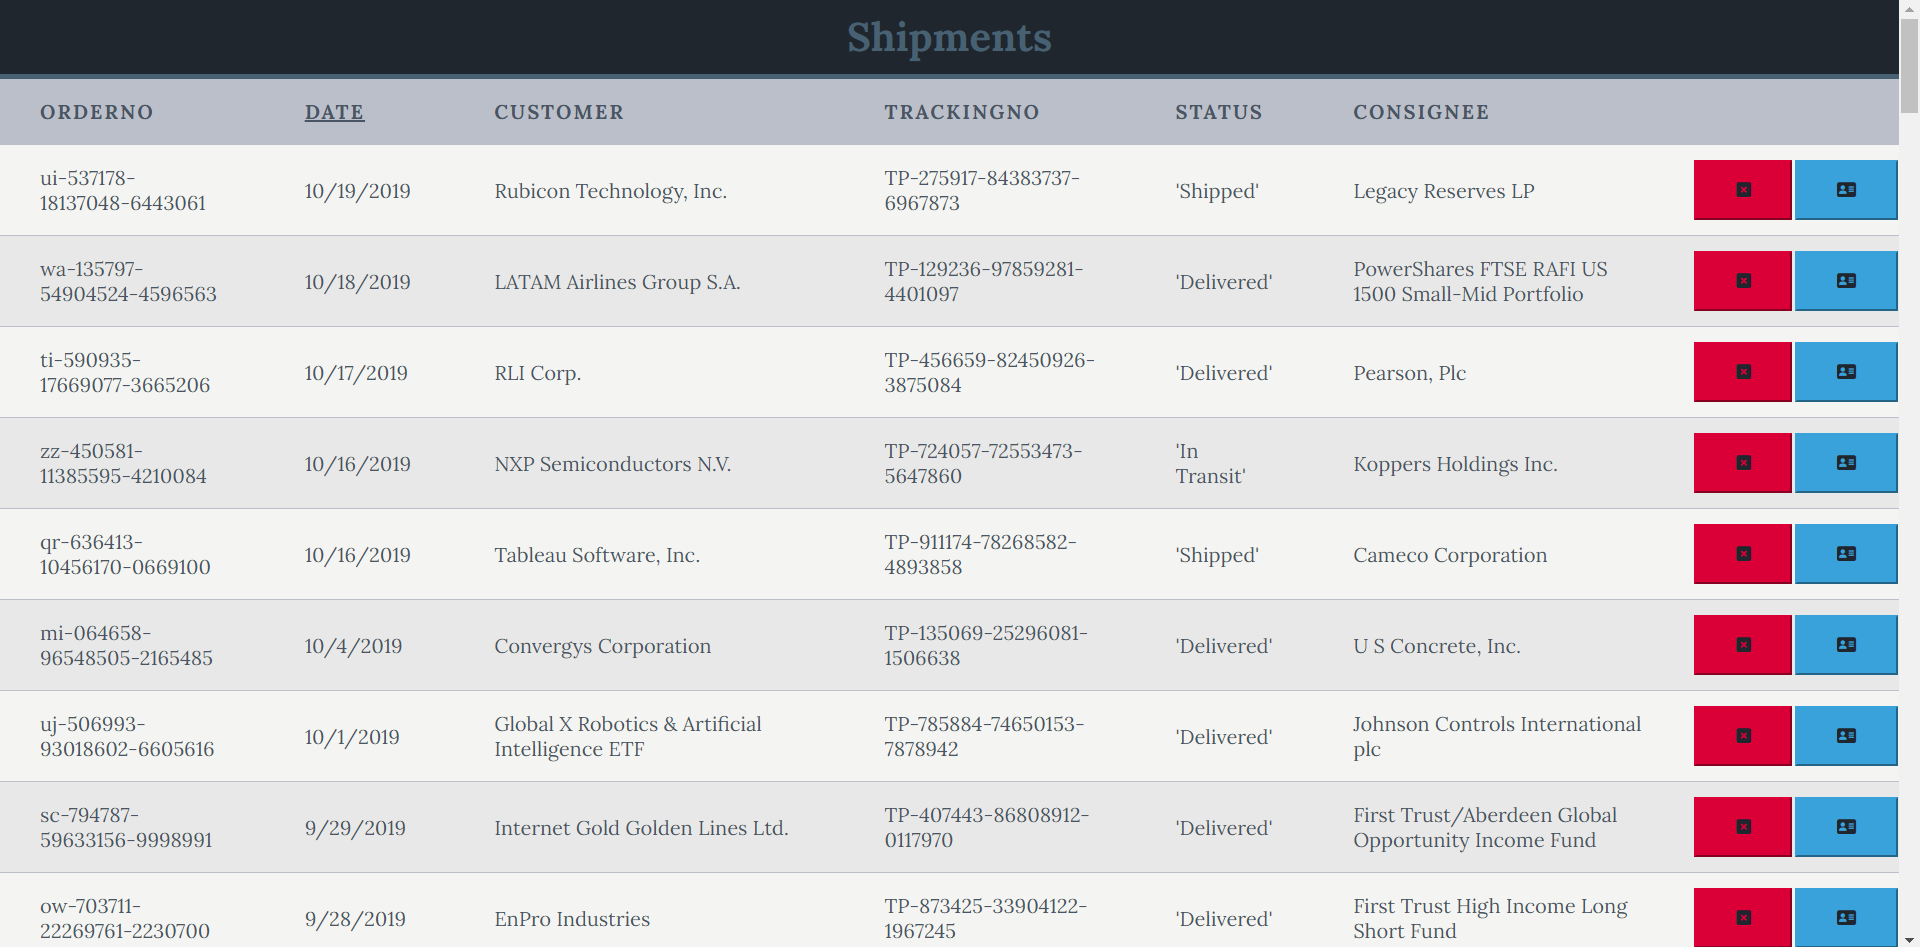 Shipments
ORDERNO DATE CUSTOMER TRACKINGNO STATUS CONSIGNEE
ui-537178-
18137048-6443061 10/19/2019 Rubicon Technology, Inc. TP-275917-84383737-
6967873 'Shipped' Legacy Reserves LP
wa-135797-
54904524-4596563 10/18/2019 LATAM Airlines Group S.A. TP-129236-97859281-
4401097 'Delivered' PowerShares FTSE RAFI US
1500 Small-Mid Portfolio
ti-590935-
17669077-3665206 10/17/2019 RLI Corp. TP-456659-82450926-
3875084 'Delivered' Pearson, Plc
zz-450581-
11385595-4210084 10/16/2019 NXP Semiconductors N.V. TP-724057-72553473-
5647860 'In
Transit' Koppers Holdings Inc.
qr-636413-
10456170-0669100 10/16/2019 Tableau Software, Inc. TP-911174-78268582-
4893858 'Shipped' Cameco Corporation
mi-064658-
96548505-2165485 10/4/2019 Convergys Corporation TP-135069-25296081-
1506638 'Delivered' U S Concrete, Inc.
uj-506993-
93018602-6605616 10/1/2019 Global X Robotics & Artificial
Intelligence ETF TP-785884-74650153-
7878942 'Delivered' Johnson Controls International
plc
sc-794787-
59633156-9998991 9/29/2019 Internet Gold Golden Lines Ltd. TP-407443-86808912-
0117970 'Delivered' First Trust/Aberdeen Global
Opportunity Income Fund
ow-703711-
22269761-2230700 9/28/2019 EnPro Industries TP-873425-33904122-
1967245 'Delivered' First Trust High Income Long
Short Fund